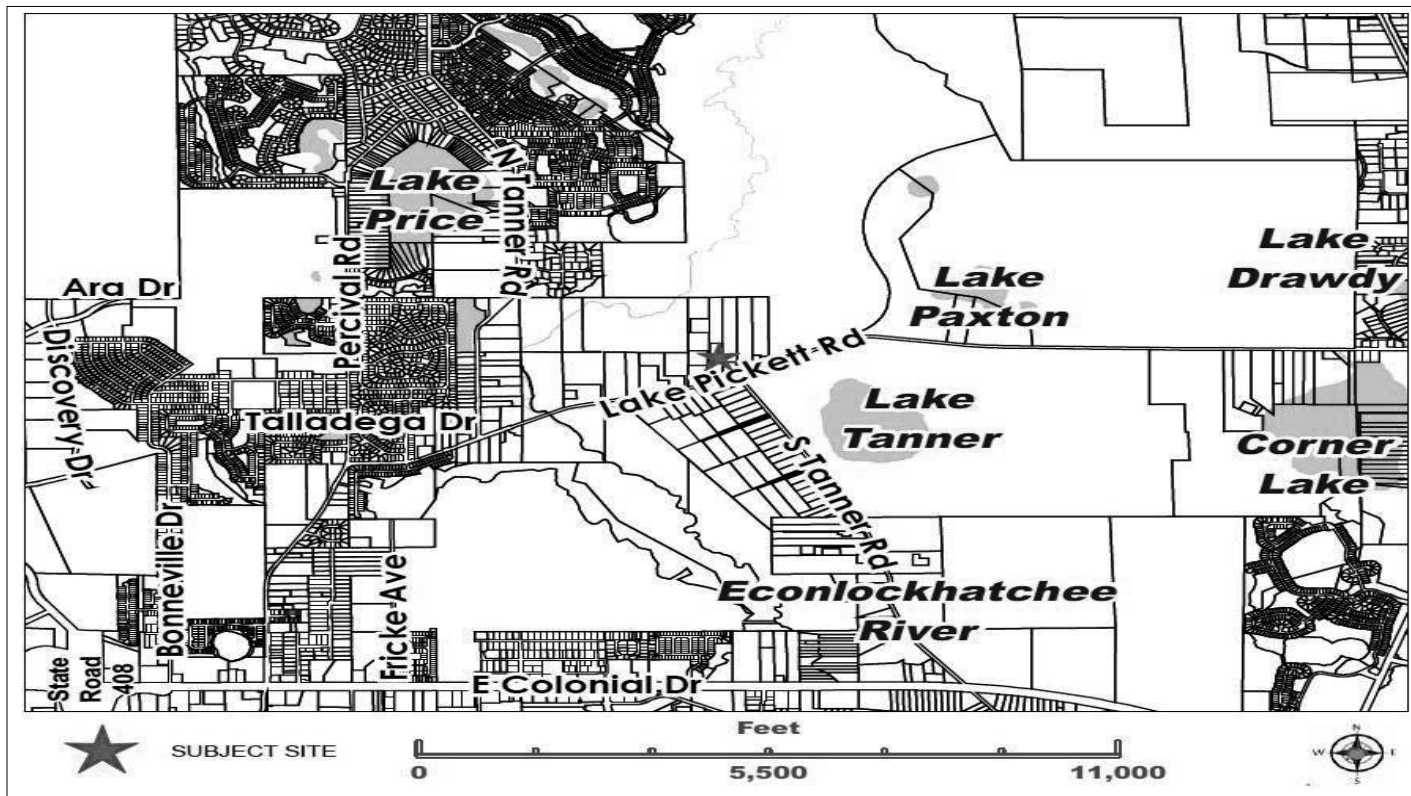 Lake
Price
N Tanner Rd
Percival Rd
Ara Dr
Discovery Dr
Lake
Drawdy
Lake
Paxton
Lake Pickett Rd
Talladega Dr
Lake
Tanner
S Tanner Rd
Corner
Lake
Bonneville Dr
Fricke Ave
Econlockhatchee
River
State
Road
408
E Colonial Dr
SUBJECT SITE
Feet
0 5,500 11,000
N
W E
S